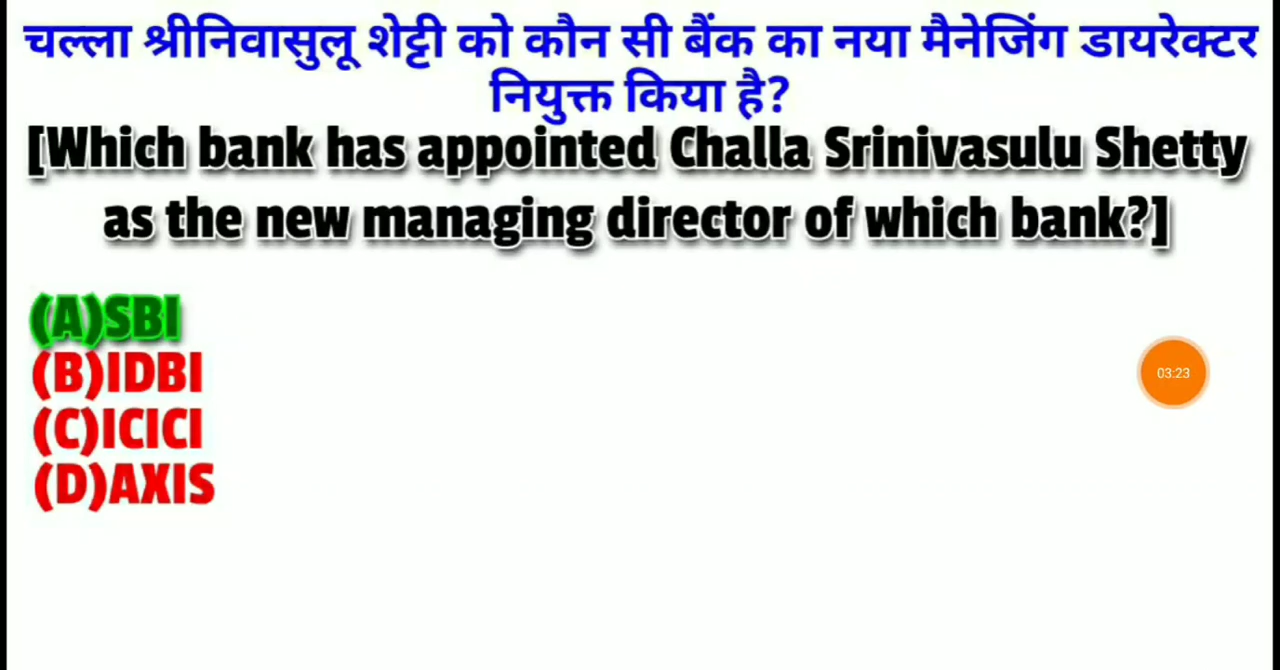 चल्ला श्रीनिवासुलू शेट्टी को कौन सी बैंक का नया मैनेजिंग डायरेक्टर
नियुक्त किया है?
[Which bank has appointed Challa Srinivasulu Shetty
as the new managing director of which bank?]
(A)SBI
(B)IDBI
(C)ICICI
(D)AXIS
03:23